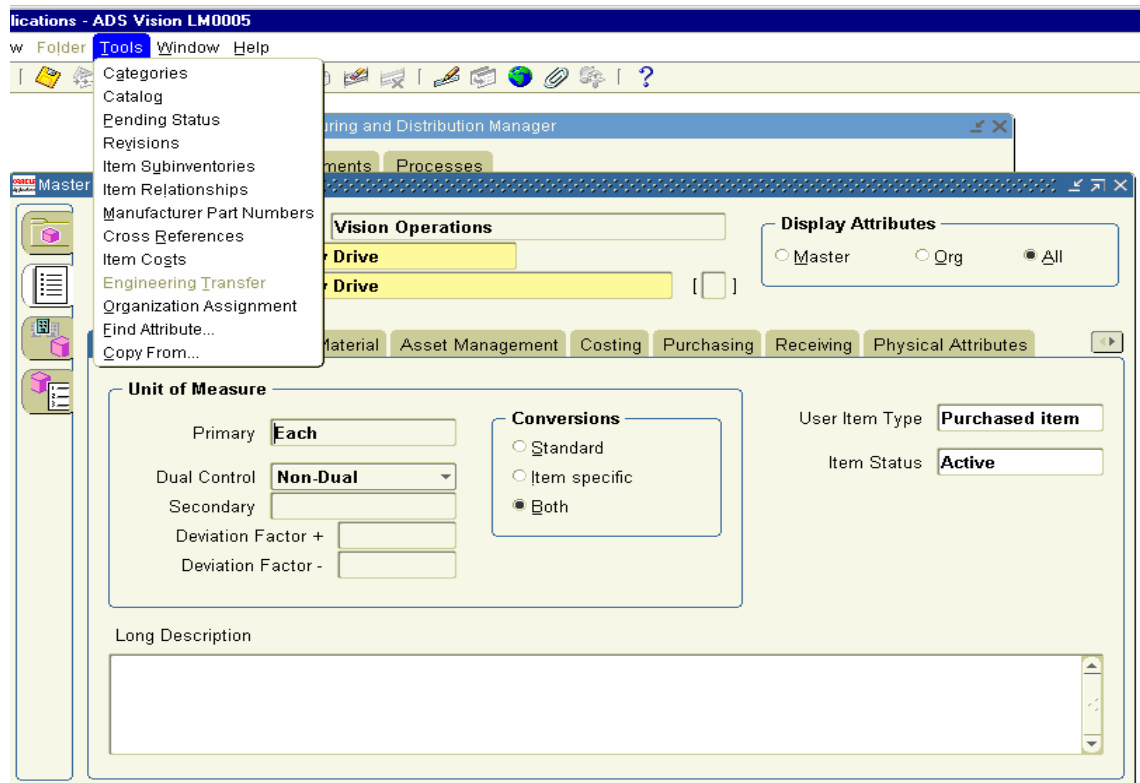 lications - ADS Vision LM0005
w Folder Tools Window Help
Categories
Catalog
Pending Status
Revisions
Item Subinventories
Item Relationships
Manufacturer Part Numbers
Cross References
Item Costs
Engineering Transfer
Organization Assignment
Find Attribute...
Copy From...
uring and Distribution Manager
ments Processes
Master
Vision Operations
Drive
Drive
[ ]
Display Attributes
Master Org All
Material Asset Management Costing Purchasing Receiving Physical Attributes
Unit of Measure
Primary Each
Dual Control Non-Dual
Secondary
Deviation Factor +
Deviation Factor -
Conversions
Standard
Item specific
Both
User Item Type Purchased item
Item Status Active
Long Description